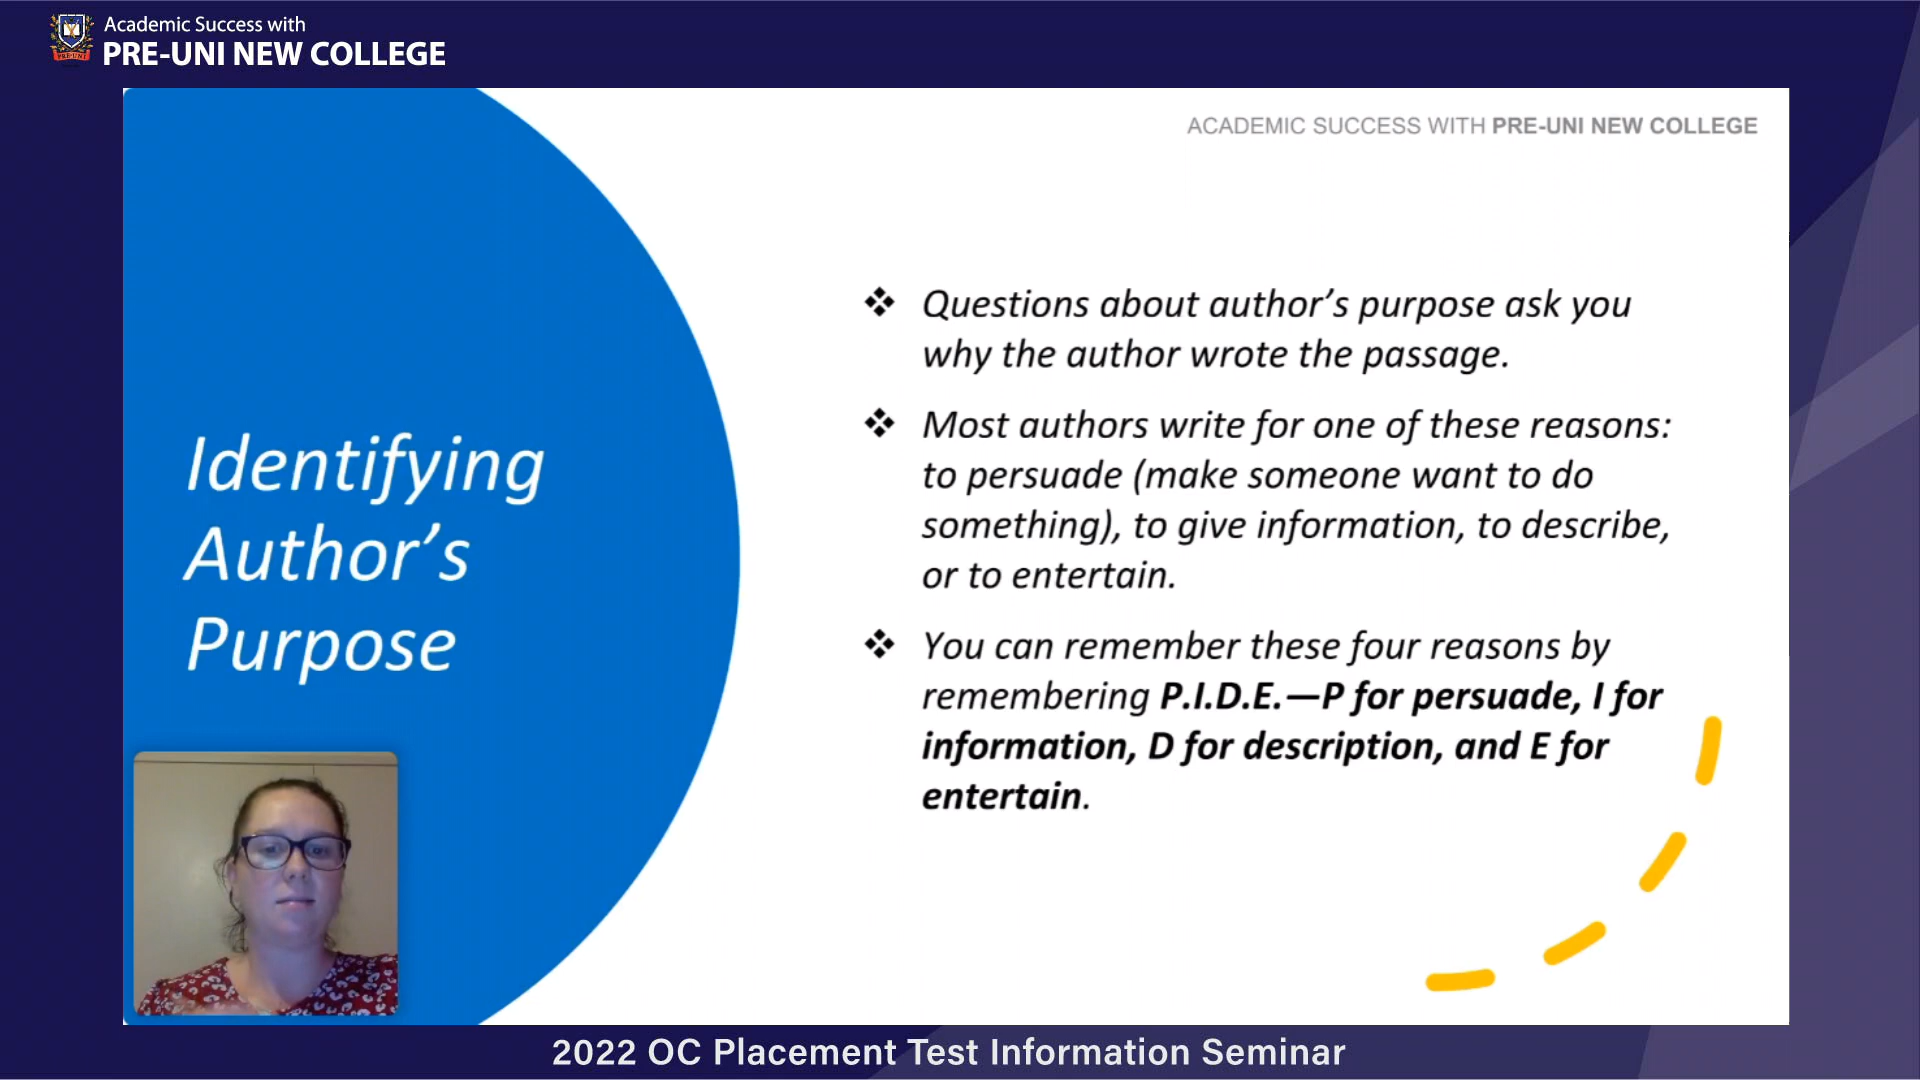 Academic Success with
PRE-UNI NEW COLLEGE
ACADEMIC SUCCESS WITH PRE-UNI NEW COLLEGE
Identifying
Author’s
Purpose
❖ Questions about author’s purpose ask you
why the author wrote the passage.
❖ Most authors write for one of these reasons:
to persuade (make someone want to do
something), to give information, to describe,
or to entertain.
❖ You can remember these four reasons by
remembering P.I.D.E.—P for persuade, I for
information, D for description, and E for
entertain.
2022 OC Placement Test Information Seminar